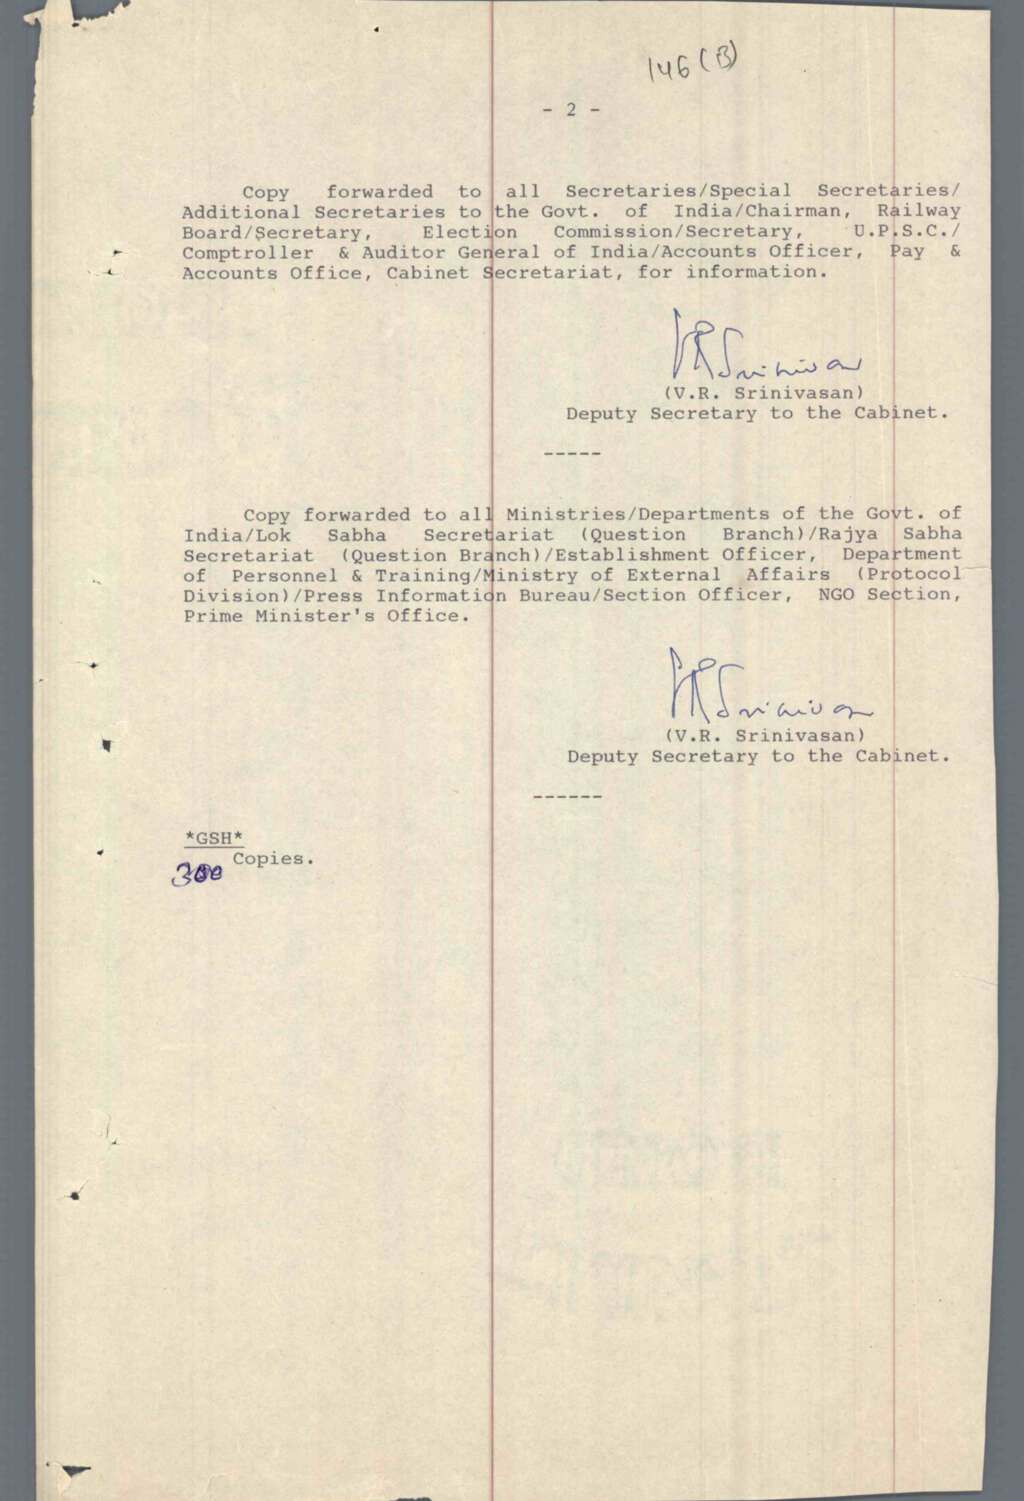 146 (B)
- 2 -
Copy forwarded to all Secretaries/Special Secretaries/
Additional Secretaries to the Govt. of India/Chairman, Railway
Board/Secretary, Election Commission/Secretary, U.P.S.C./
Comptroller & Auditor General of India/Accounts Officer, Pay &
Accounts Office, Cabinet Secretariat, for information.
VRSrinivasan
(V.R. Srinivasan)
Deputy Secretary to the Cabinet.
-----
Copy forwarded to all Ministries/Departments of the Govt. of
India/Lok Sabha Secretariat (Question Branch)/Rajya Sabha
Secretariat (Question Branch)/Establishment Officer, Department
of Personnel & Training/Ministry of External Affairs (Protocol
Division)/Press Information Bureau/Section Officer, NGO Section,
Prime Minister's Office.
VRSrinivasan
(V.R. Srinivasan)
Deputy Secretary to the Cabinet.
------
*GSH*
300 Copies.